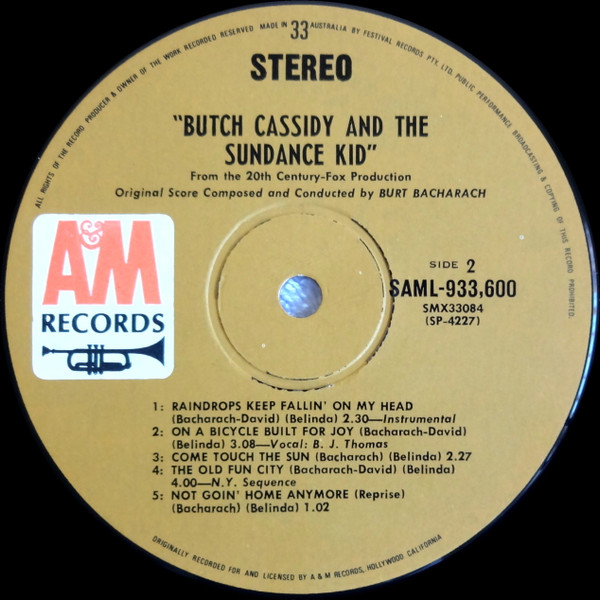 ALL RIGHTS OF THE RECORD PRODUCER & OWNER OF THE WORK RECORDED RESERVED MADE IN 33 AUSTRALIA BY FESTIVAL RECORDS PTY. LTD. PUBLIC PERFORMANCE BROADCASTING & COPYING OF THIS RECORD PROHIBITED.
STEREO
"BUTCH CASSIDY AND THE
SUNDANCE KID"
From the 20th Century-Fox Production
Original Score Composed and Conducted by BURT BACHARACH
A&M
RECORDS
SIDE 2
SAML-933,600
SMX33084
(SP-4227)
1: RAINDROPS KEEP FALLIN' ON MY HEAD
(Bacharach-David) (Belinda) 2.30—Instrumental
2: ON A BICYCLE BUILT FOR JOY (Bacharach-David)
(Belinda) 3.08—Vocal: B. J. Thomas
3: COME TOUCH THE SUN (Bacharach) (Belinda) 2.27
4: THE OLD FUN CITY (Bacharach-David) (Belinda)
4.00—N.Y. Sequence
5: NOT GOIN' HOME ANYMORE (Reprise)
(Bacharach) (Belinda) 1.02
ORIGINALLY RECORDED FOR AND LICENSED BY A & M RECORDS, HOLLYWOOD CALIFORNIA